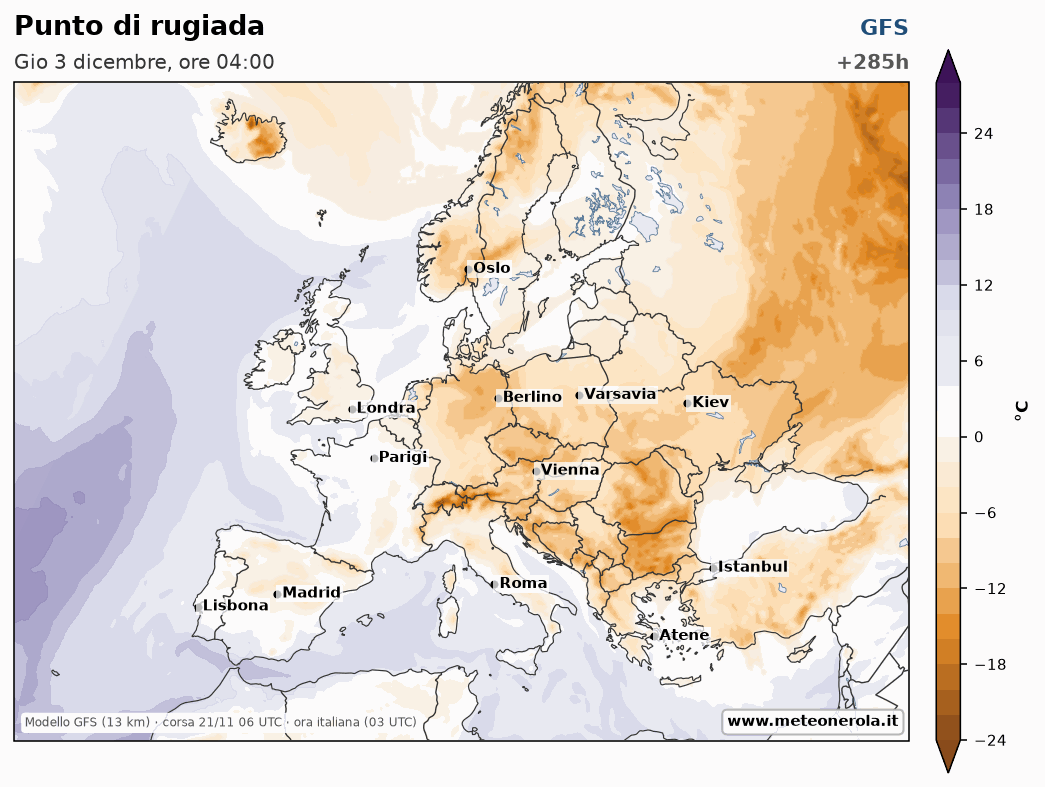 Punto di rugiada
GFS
Gio 3 dicembre, ore 04:00
+285h
Oslo
Berlino
Varsavia
Kiev
Londra
Parigi
Vienna
Istanbul
Roma
Madrid
Lisbona
Atene
24
18
12
6
0
−6
−12
−18
−24
°C
Modello GFS (13 km) · corsa 21/11 06 UTC · ora italiana (03 UTC)
www.meteonerola.it